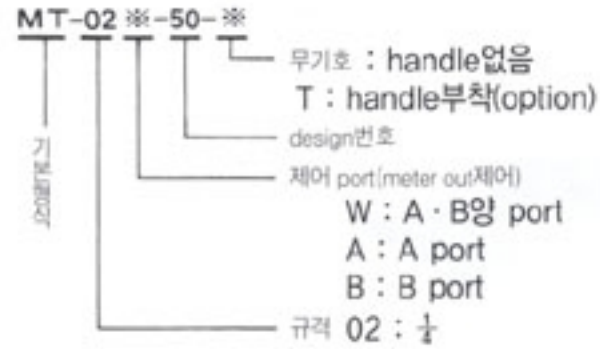 MT-02※-50-※
무기호 : handle없음
T : handle부착(option)
design번호
제어 port(meter out제어)
W : A · B양 port
A : A port
B : B port
규격 02 : 1/4